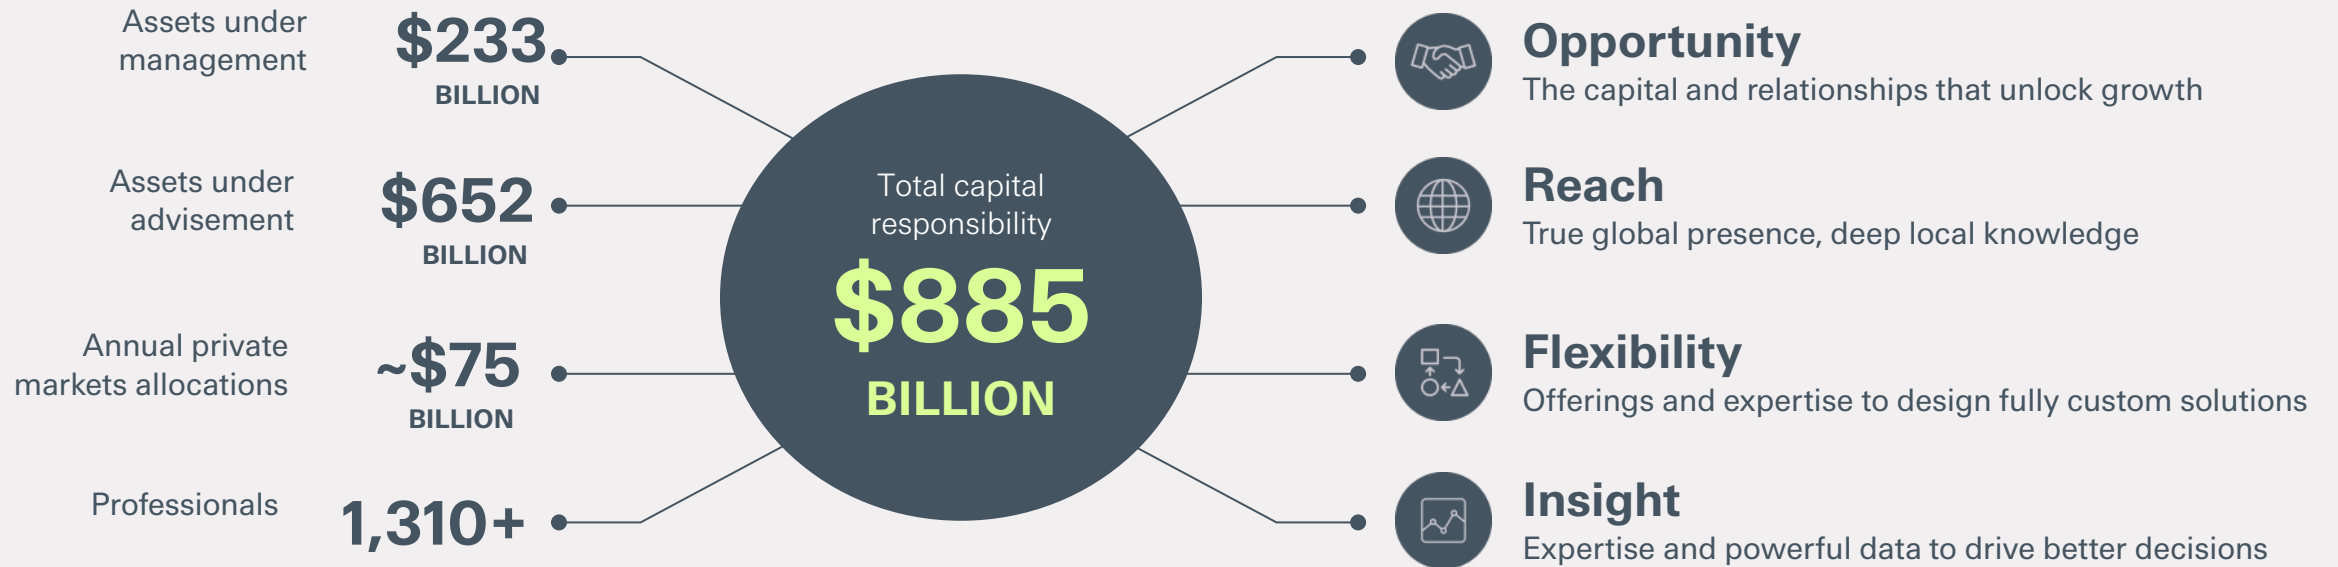 Assets under
management
$233
BILLION
Assets under
advisement
$652
BILLION
Annual private
markets allocations
~$75
BILLION
Professionals
1,310+
Total capital
responsibility
$885
BILLION
Opportunity
The capital and relationships that unlock growth
Reach
True global presence, deep local knowledge
Flexibility
Offerings and expertise to design fully custom solutions
Insight
Expertise and powerful data to drive better decisions